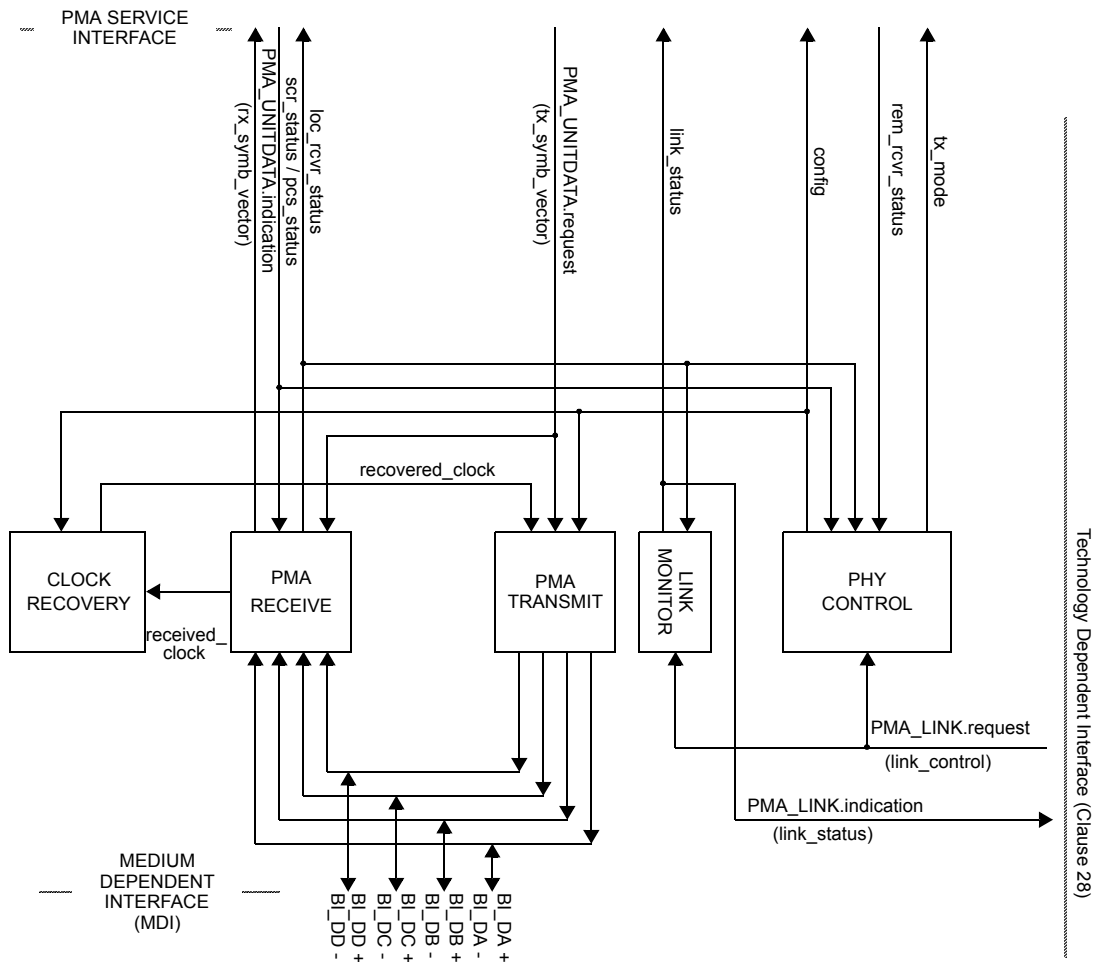 PMA SERVICE
INTERFACE
(rx_symb_vector)
PMA_UNITDATA.indication
scr_status / pcs_status
loc_rcvr_status
(tx_symb_vector)
PMA_UNITDATA.request
link_status
config
rem_rcvr_status
tx_mode
recovered_clock
CLOCK
RECOVERY
PMA
RECEIVE
PMA
TRANSMIT
LINK
MONITOR
PHY
CONTROL
received_
clock
PMA_LINK.request
(link_control)
PMA_LINK.indication
(link_status)
Technology Dependent Interface (Clause 28)
MEDIUM
DEPENDENT
INTERFACE
(MDI)
BI_DD -
BI_DD +
BI_DC -
BI_DC +
BI_DB -
BI_DB +
BI_DA -
BI_DA +